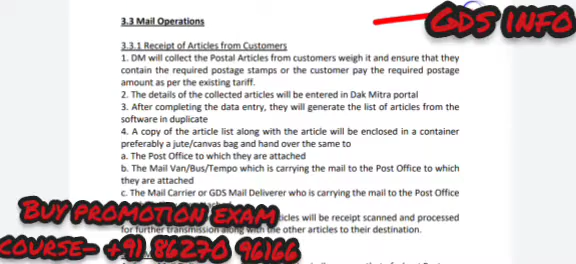 GDS INFO
3.3 Mail Operations
3.3.1 Receipt of Articles from Customers
1. DM will collect the Postal Articles from customers weigh it and ensure that they
contain the required postage stamps or the customer pay the required postage
amount as per the existing tariff.
2. The details of the collected articles will be entered in Dak Mitra portal
3. After completing the data entry, they will generate the list of articles from the
software in duplicate
4. A copy of the article list along with the article will be enclosed in a container
preferably a jute/canvas bag and hand over the same to
a. The Post Office to which they are attached
b. The Mail Van/Bus/Tempo which is carrying the mail to the Post Office to which
they are attached
c. The Mail Carrier or GDS Mail Deliverer who is carrying the mail to the Post Office
BUY PROMOTION EXAM
will be receipt scanned and processed
for further transmission along with the other articles to their destination.
COURSE- +91 86270 96166